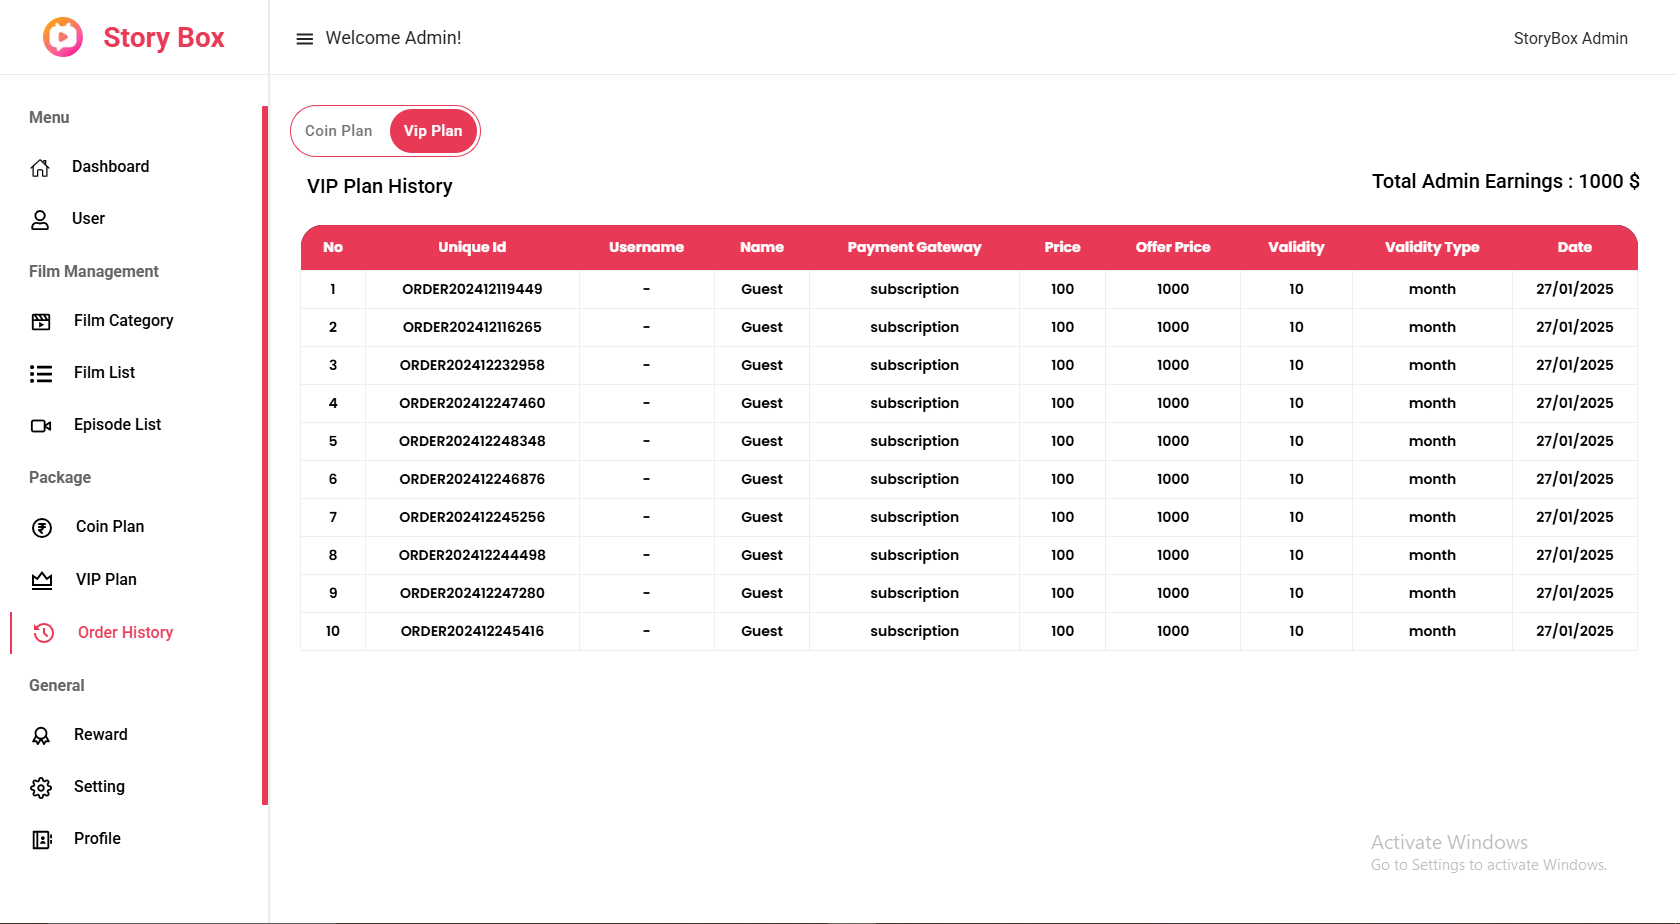 Story Box
Welcome Admin!
StoryBox Admin
Menu
Dashboard
User
Film Management
Film Category
Film List
Episode List
Package
Coin Plan
VIP Plan
Order History
General
Reward
Setting
Profile
Coin Plan Vip Plan
VIP Plan History
Total Admin Earnings : 1000 $
No Unique Id Username Name Payment Gateway Price Offer Price Validity Validity Type Date
1 ORDER202412119449 - Guest subscription 100 1000 10 month 27/01/2025
2 ORDER202412116265 - Guest subscription 100 1000 10 month 27/01/2025
3 ORDER202412232958 - Guest subscription 100 1000 10 month 27/01/2025
4 ORDER202412247460 - Guest subscription 100 1000 10 month 27/01/2025
5 ORDER202412248348 - Guest subscription 100 1000 10 month 27/01/2025
6 ORDER202412246876 - Guest subscription 100 1000 10 month 27/01/2025
7 ORDER202412245256 - Guest subscription 100 1000 10 month 27/01/2025
8 ORDER202412244498 - Guest subscription 100 1000 10 month 27/01/2025
9 ORDER202412247280 - Guest subscription 100 1000 10 month 27/01/2025
10 ORDER202412245416 - Guest subscription 100 1000 10 month 27/01/2025
Activate Windows
Go to Settings to activate Windows.